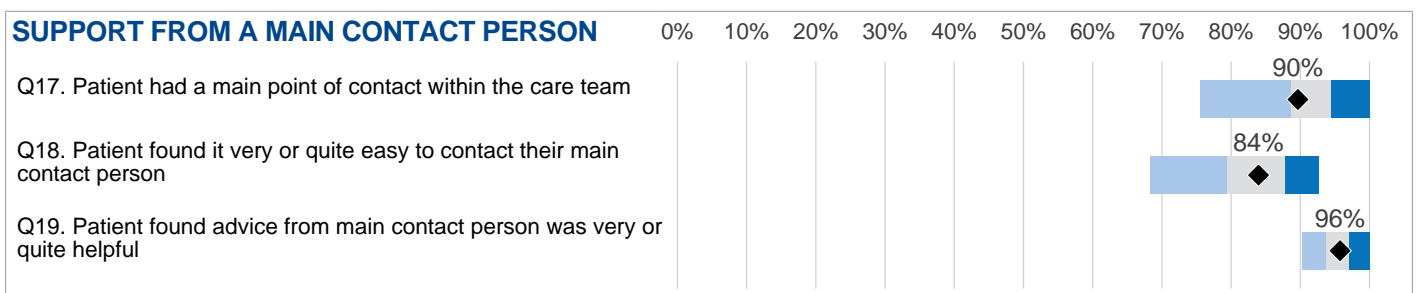 SUPPORT FROM A MAIN CONTACT PERSON 0% 10% 20% 30% 40% 50% 60% 70% 80% 90% 100%
90%
Q17. Patient had a main point of contact within the care team
84%
Q18. Patient found it very or quite easy to contact their main
contact person
96%
Q19. Patient found advice from main contact person was very or
quite helpful